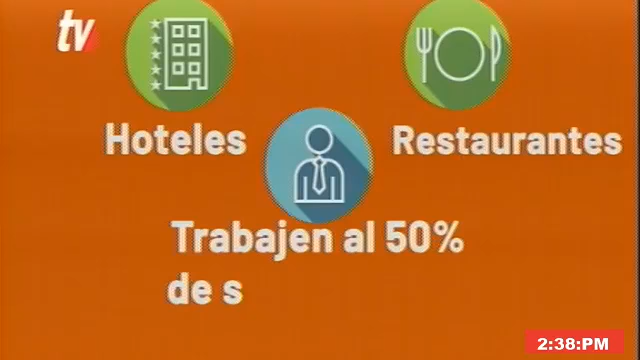 tv
Hoteles
Restaurantes
Trabajen al 50%
de s
2:38:PM